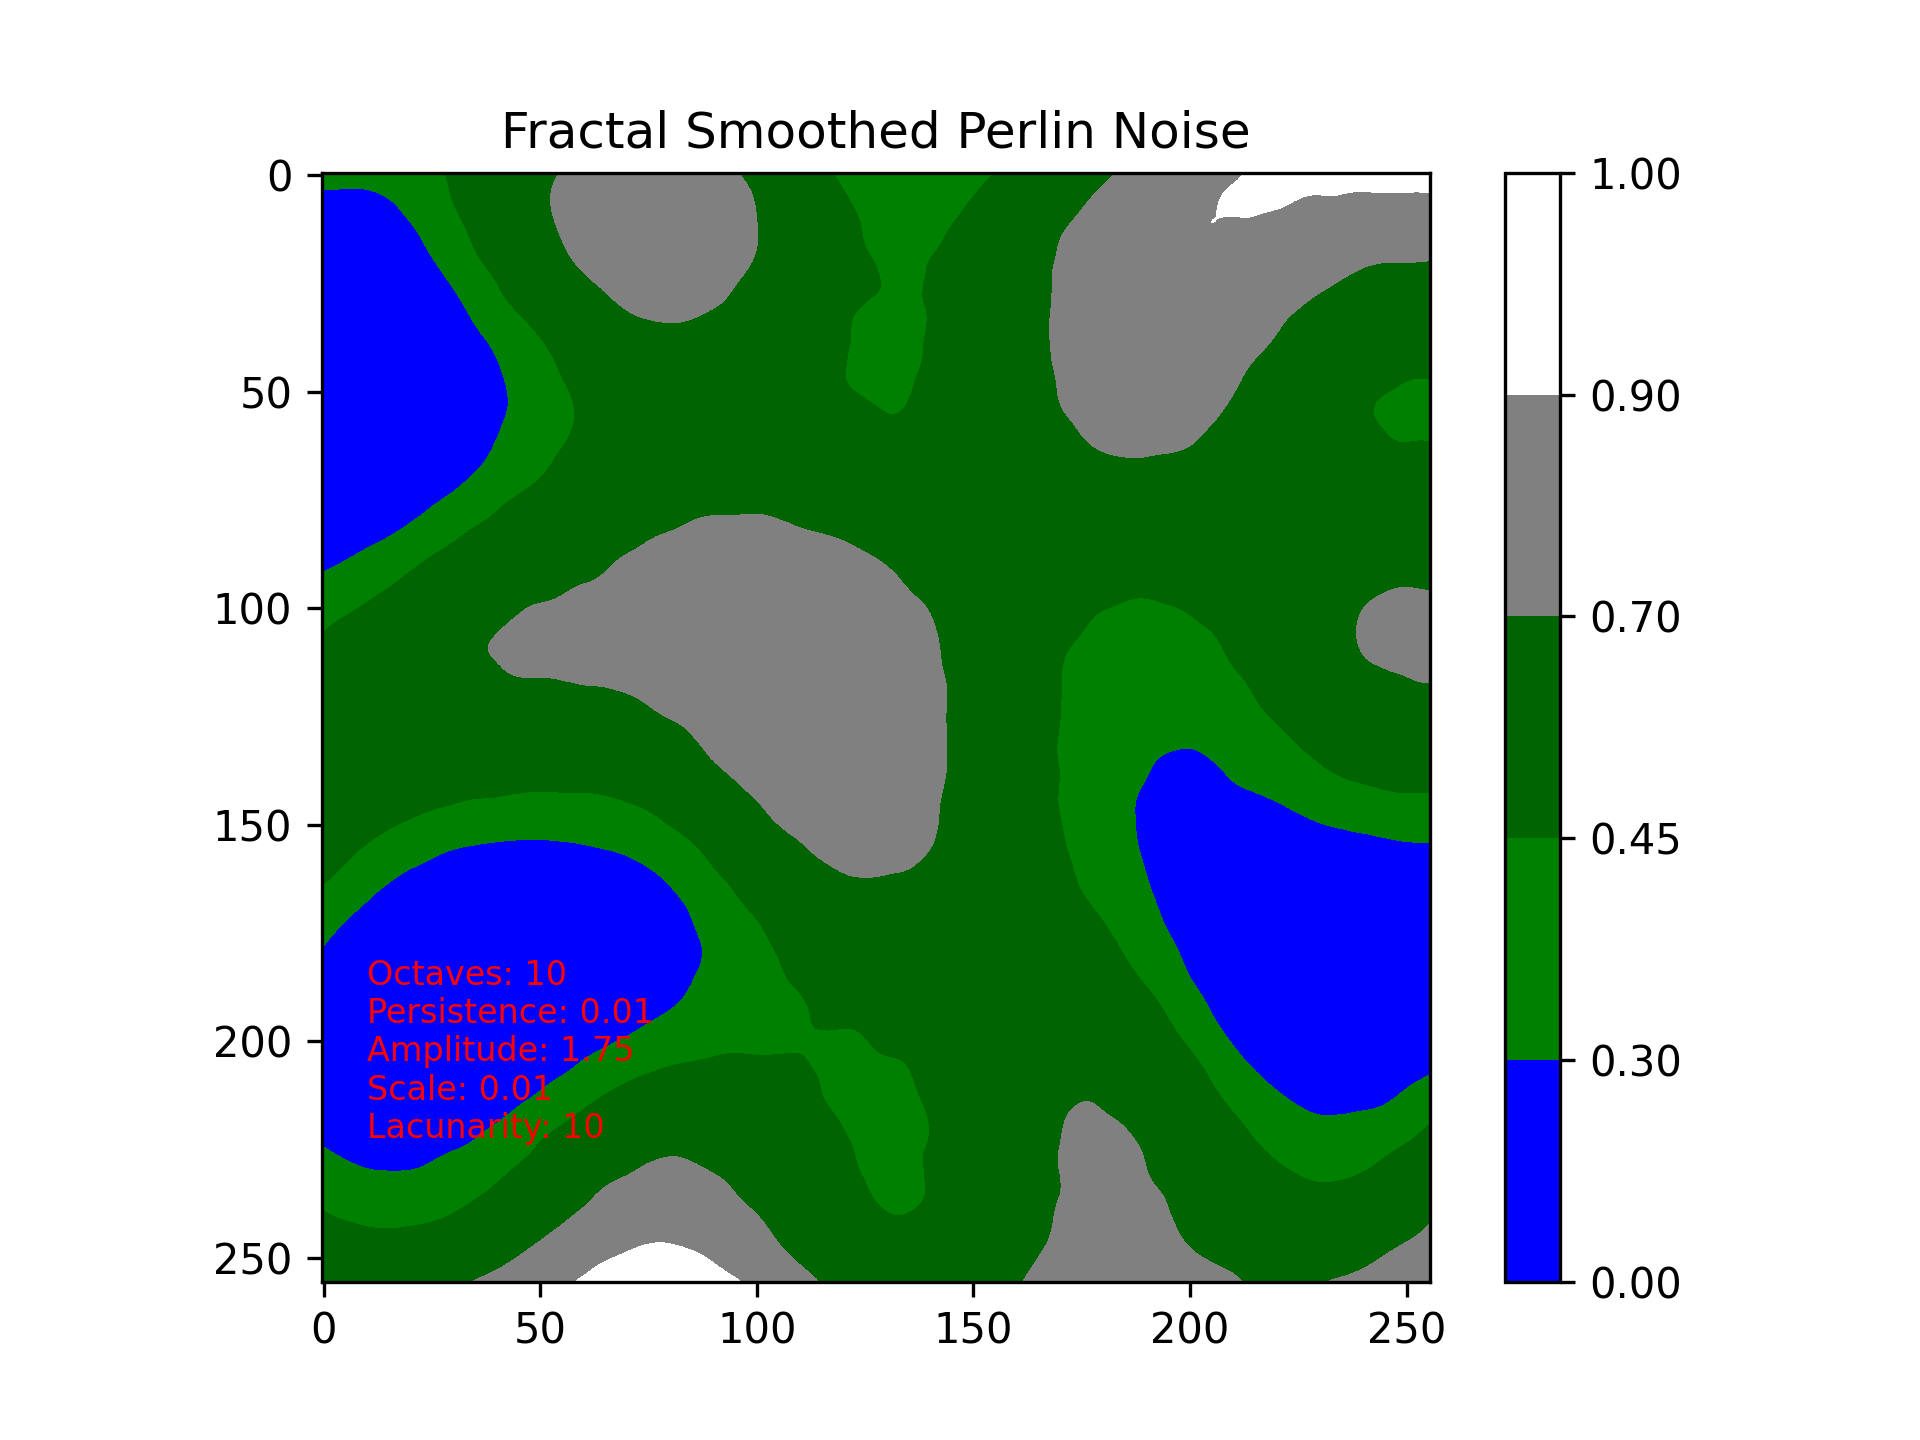 Fractal Smoothed Perlin Noise
0
50
100
150
200
250
Octaves: 10
Persistence: 0.01
Amplitude: 1.75
Scale: 0.01
Lacunarity: 10
0 50 100 150 200 250
1.00
0.90
0.70
0.45
0.30
0.00